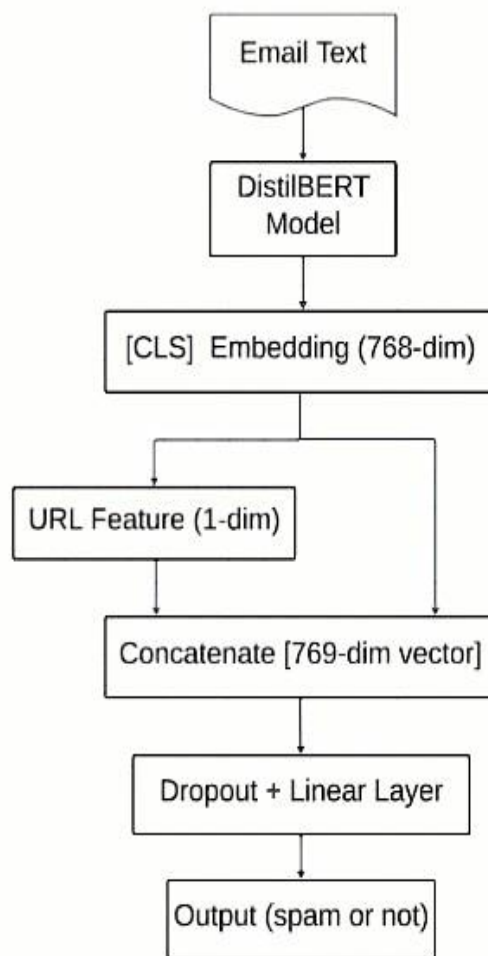 Email Text
DistilBERT
Model
[CLS] Embedding (768-dim)
URL Feature (1-dim)
Concatenate [769-dim vector]
Dropout + Linear Layer
Output (spam or not)